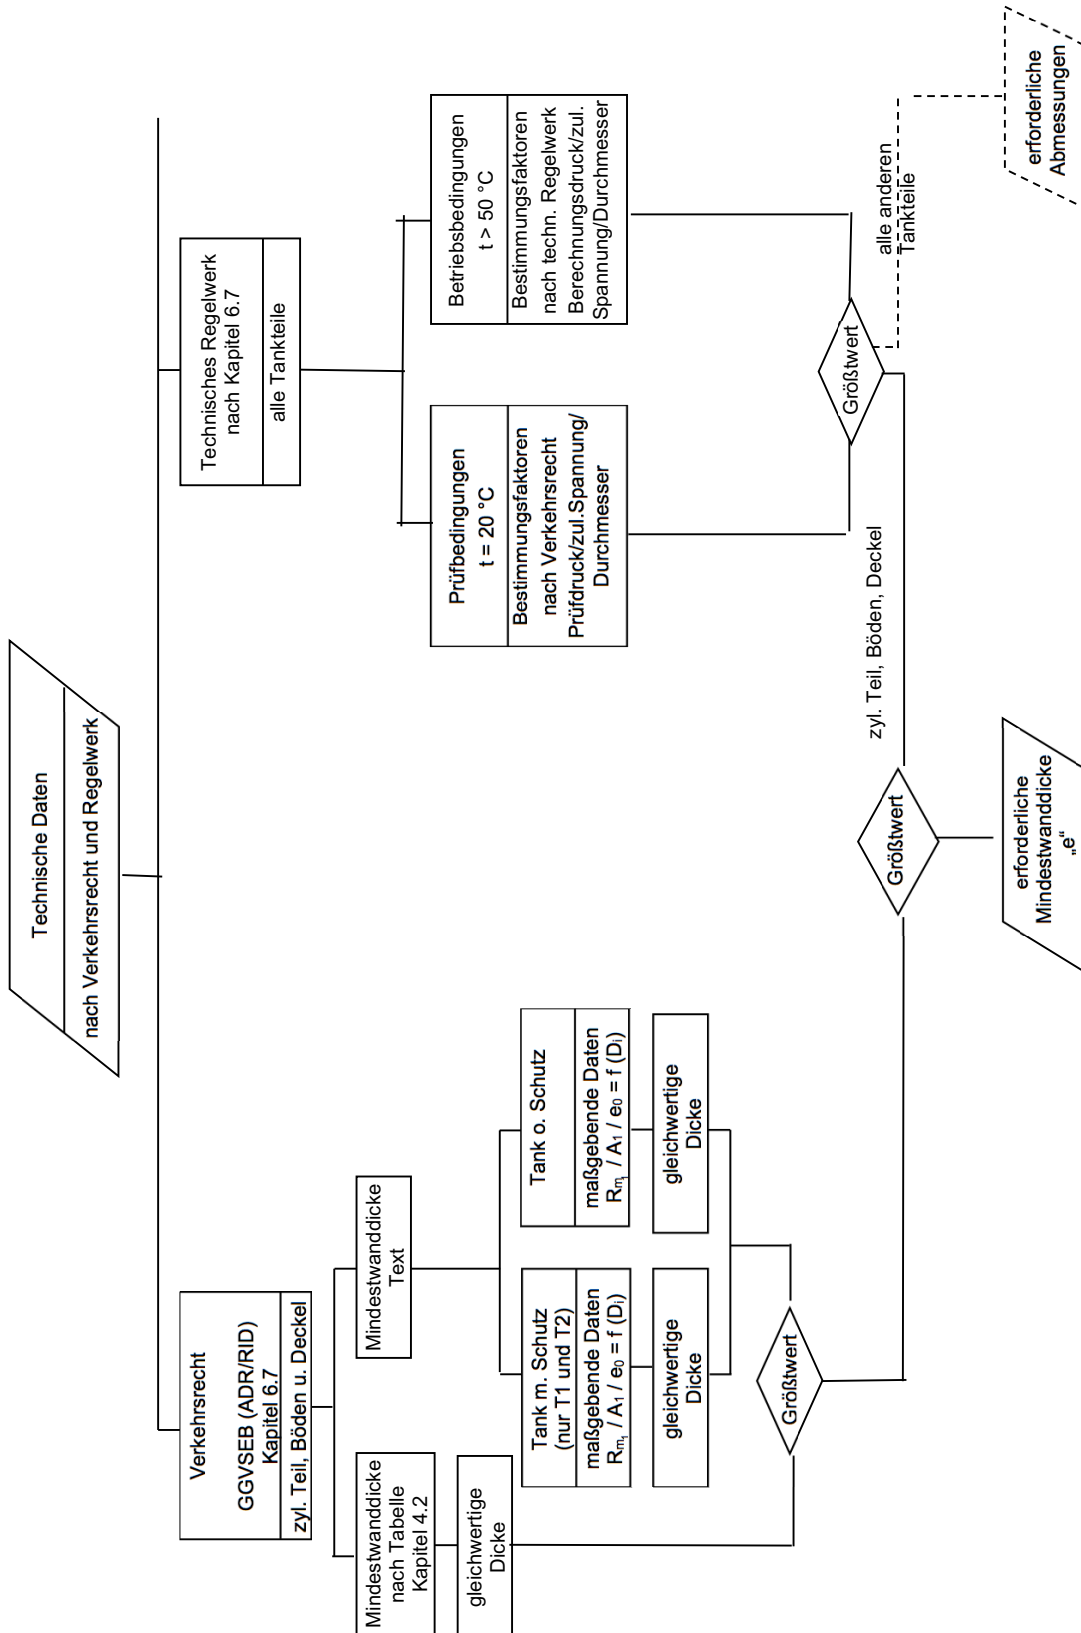 Technische Daten
nach Verkehrsrecht und Regelwerk
Verkehrsrecht
GGVSEB (ADR/RID)
Kapitel 6.7
zyl. Teil, Böden u. Deckel
Mindestwanddicke
nach Tabelle
Kapitel 4.2
gleichwertige
Dicke
Mindestwanddicke
Text
Tank m. Schutz
(nur T1 und T2)
maßgebende Daten
Rm1 / A1 / e0 = f (Di)
gleichwertige
Dicke
Tank o. Schutz
maßgebende Daten
Rm1 / A1 / e0 = f (Di)
gleichwertige
Dicke
Größtwert
Technisches Regelwerk
nach Kapitel 6.7
alle Tankteile
Prüfbedingungen
t = 20 °C
Bestimmungsfaktoren
nach Verkehrsrecht
Prüfdruck/zul.Spannung/
Durchmesser
Betriebsbedingungen
t > 50 °C
Bestimmungsfaktoren
nach techn. Regelwerk
Berechnungsdruck/zul.
Spannung/Durchmesser
Größtwert
zyl. Teil, Böden, Deckel
alle anderen
Tankteile
Größtwert
erforderliche
Mindestwanddicke
„e“
erforderliche
Abmessungen